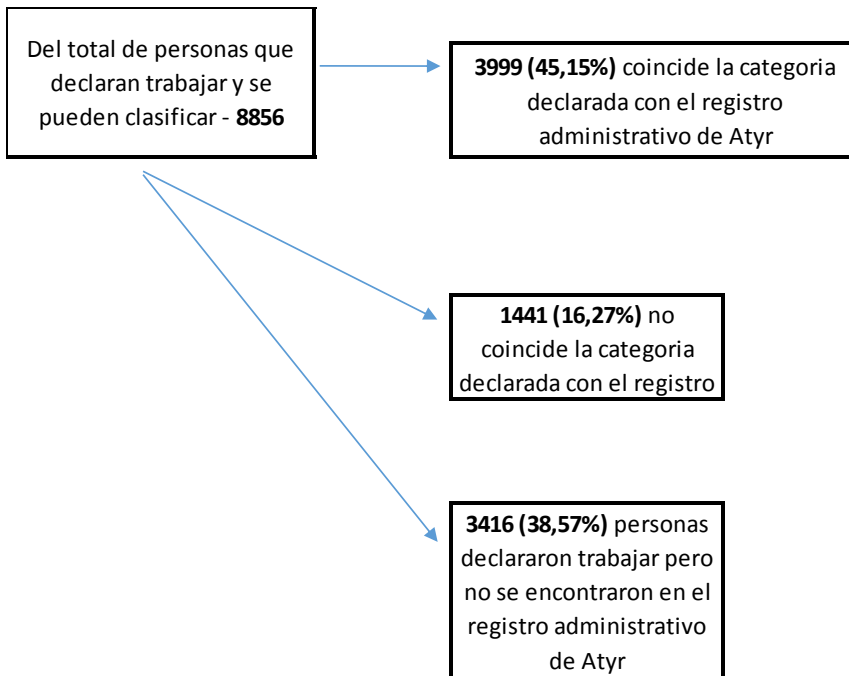 Del total de personas que
declaran trabajar y se
pueden clasificar - 8856
3999 (45,15%) coincide la categoria
declarada con el registro
administrativo de Atyr
1441 (16,27%) no
coincide la categoria
declarada con el registro
3416 (38,57%) personas
declararon trabajar pero
no se encontraron en el
registro administrativo
de Atyr